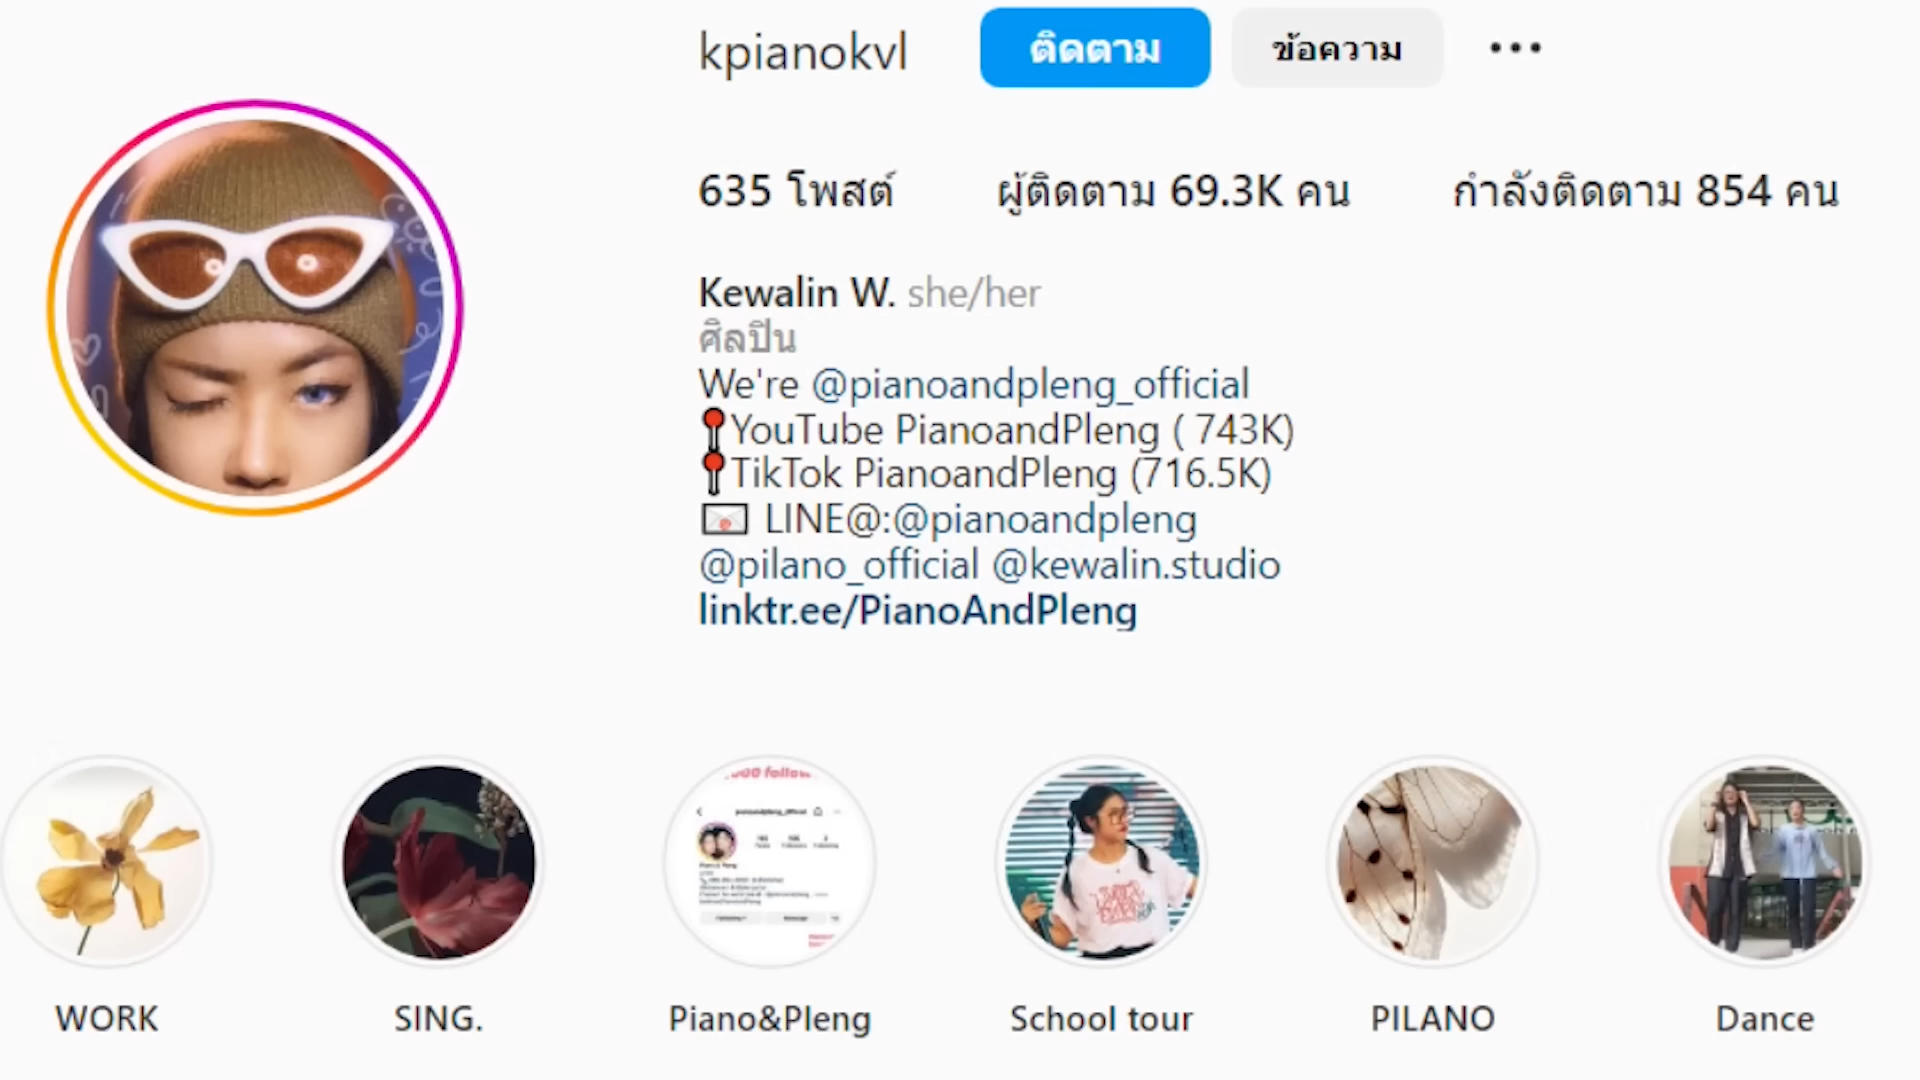 kpianokvl ติดตาม ข้อความ
635 โพสต์ ผู้ติดตาม 69.3K คน กำลังติดตาม 854 คน
Kewalin W. she/her
ศิลปิน
We're @pianoandpleng_official
YouTube PianoandPleng ( 743K)
TikTok PianoandPleng (716.5K)
LINE@:@pianoandpleng
@pilano_official @kewalin.studio
linktr.ee/PianoAndPleng
WORK SING. Piano&Pleng School tour PILANO Dance